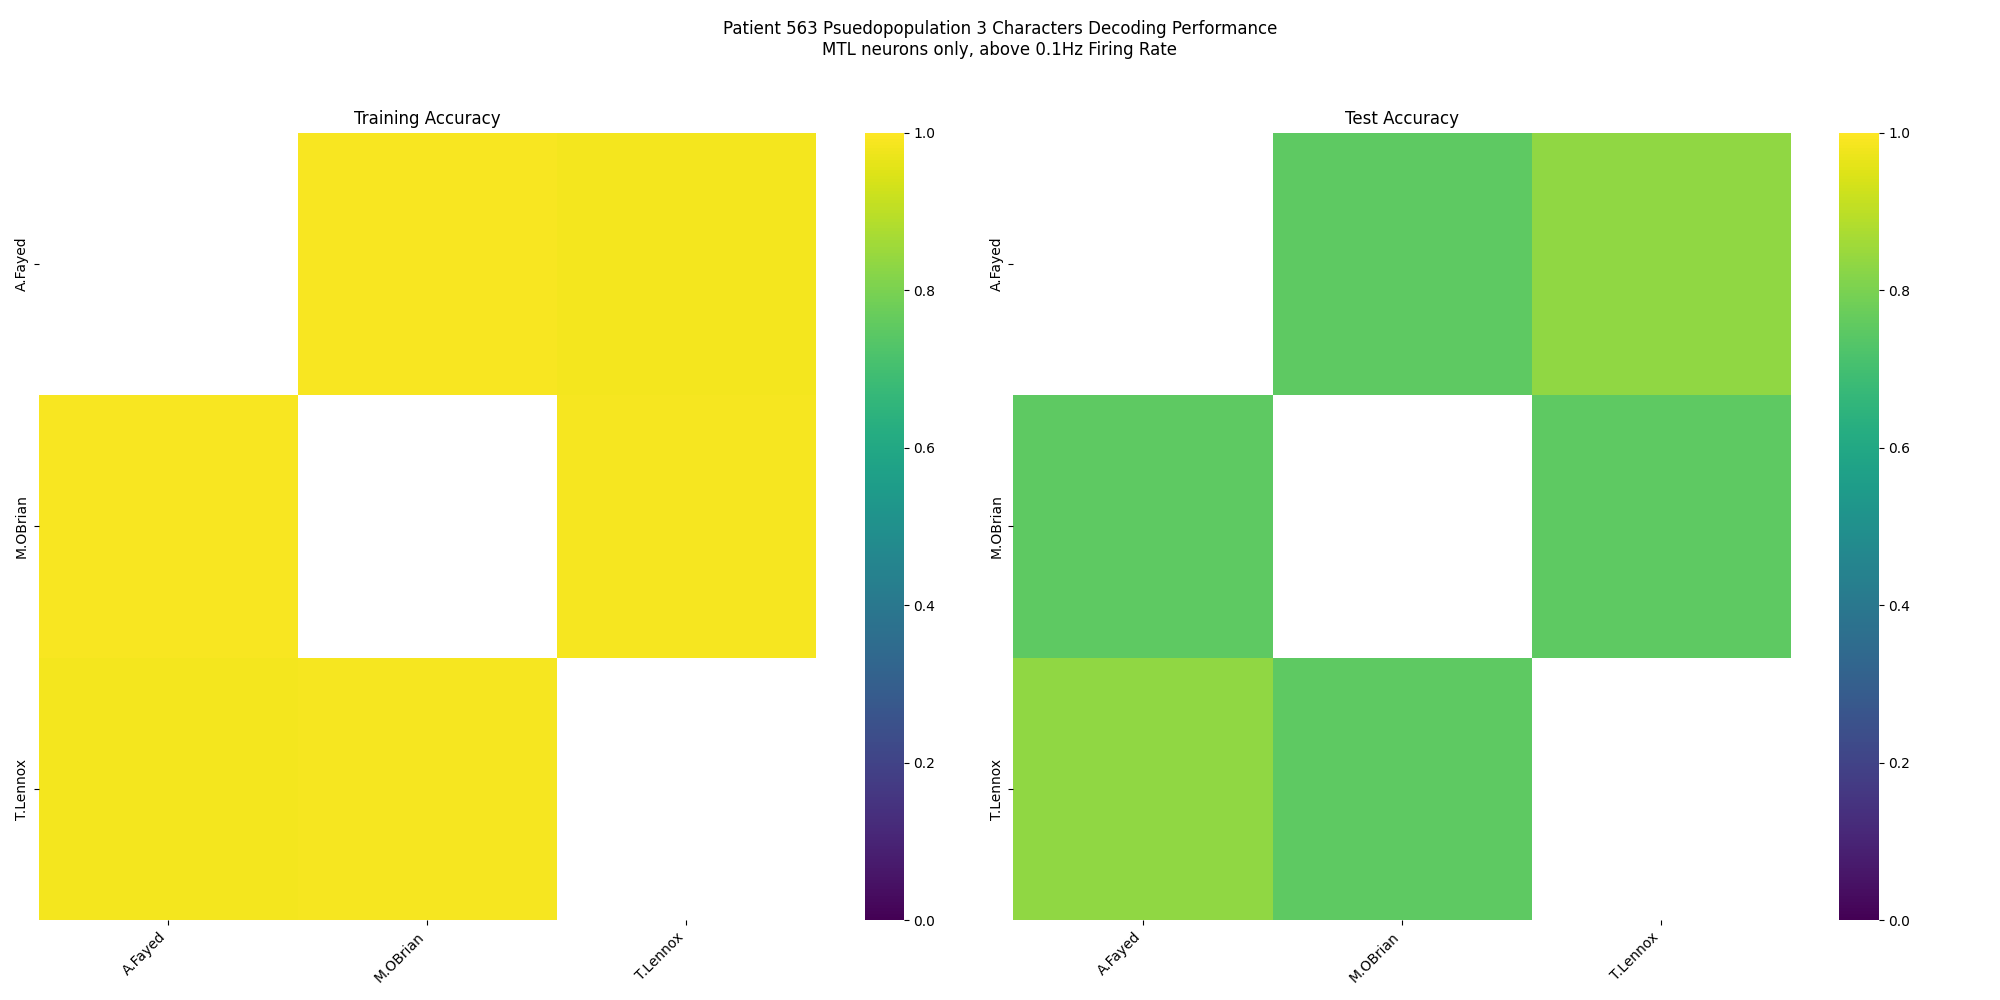 Patient 563 Psuedopopulation 3 Characters Decoding Performance
MTL neurons only, above 0.1Hz Firing Rate
Training Accuracy
A.Fayed
M.OBrian
T.Lennox
A.Fayed
M.OBrian
T.Lennox
1.0
0.8
0.6
0.4
0.2
0.0
Test Accuracy
A.Fayed
M.OBrian
T.Lennox
A.Fayed
M.OBrian
T.Lennox
1.0
0.8
0.6
0.4
0.2
0.0